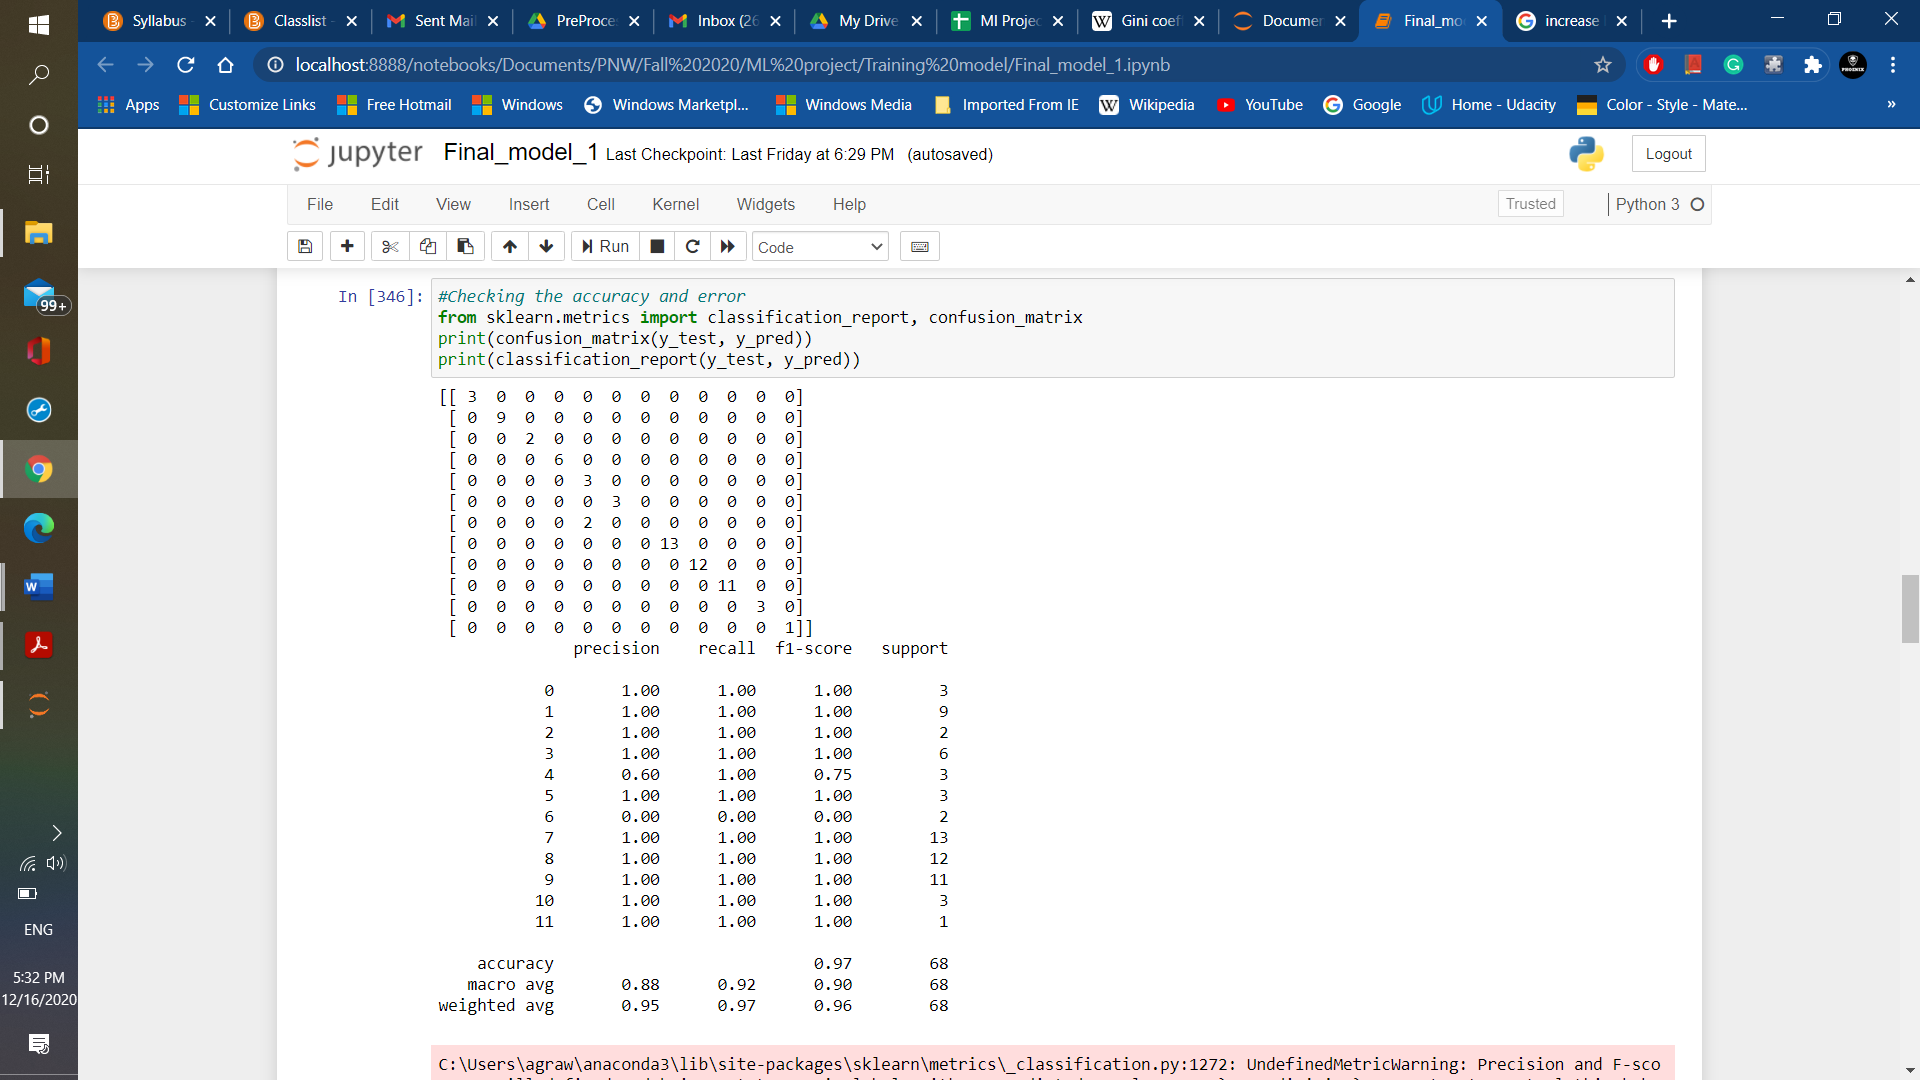 Syllabus
Classlist -
Sent Mail
PreProce
Inbox (26
My Drive
Ml Projec
Gini coef
Documen
Final_mo
increase
localhost:8888/notebooks/Documents/PNW/Fall%202020/ML%20project/Training%20model/Final_model_1.ipynb
Apps Customize Links Free Hotmail Windows Windows Marketpl... Windows Media Imported From IE Wikipedia YouTube Google Home - Udacity Color - Style - Mate... »
jupyter Final_model_1 Last Checkpoint: Last Friday at 6:29 PM (autosaved) Logout
File Edit View Insert Cell Kernel Widgets Help Trusted Python 3
Run Code
99+
In [346]: #Checking the accuracy and error
from sklearn.metrics import classification_report, confusion_matrix
print(confusion_matrix(y_test, y_pred))
print(classification_report(y_test, y_pred))
[[ 3 0 0 0 0 0 0 0 0 0 0 0]
[ 0 9 0 0 0 0 0 0 0 0 0 0]
[ 0 0 2 0 0 0 0 0 0 0 0 0]
[ 0 0 0 6 0 0 0 0 0 0 0 0]
[ 0 0 0 0 3 0 0 0 0 0 0 0]
[ 0 0 0 0 0 3 0 0 0 0 0 0]
[ 0 0 0 0 2 0 0 0 0 0 0 0]
[ 0 0 0 0 0 0 0 13 0 0 0 0]
[ 0 0 0 0 0 0 0 0 12 0 0 0]
[ 0 0 0 0 0 0 0 0 0 11 0 0]
[ 0 0 0 0 0 0 0 0 0 0 3 0]
[ 0 0 0 0 0 0 0 0 0 0 0 1]]
precision recall f1-score support
0 1.00 1.00 1.00 3
1 1.00 1.00 1.00 9
2 1.00 1.00 1.00 2
3 1.00 1.00 1.00 6
4 0.60 1.00 0.75 3
5 1.00 1.00 1.00 3
6 0.00 0.00 0.00 2
7 1.00 1.00 1.00 13
8 1.00 1.00 1.00 12
9 1.00 1.00 1.00 11
10 1.00 1.00 1.00 3
11 1.00 1.00 1.00 1
accuracy 0.97 68
macro avg 0.88 0.92 0.90 68
weighted avg 0.95 0.97 0.96 68
C:\Users\agraw\anaconda3\lib\site-packages\sklearn\metrics\_classification.py:1272: UndefinedMetricWarning: Precision and F-sco
ENG
5:32 PM
12/16/2020